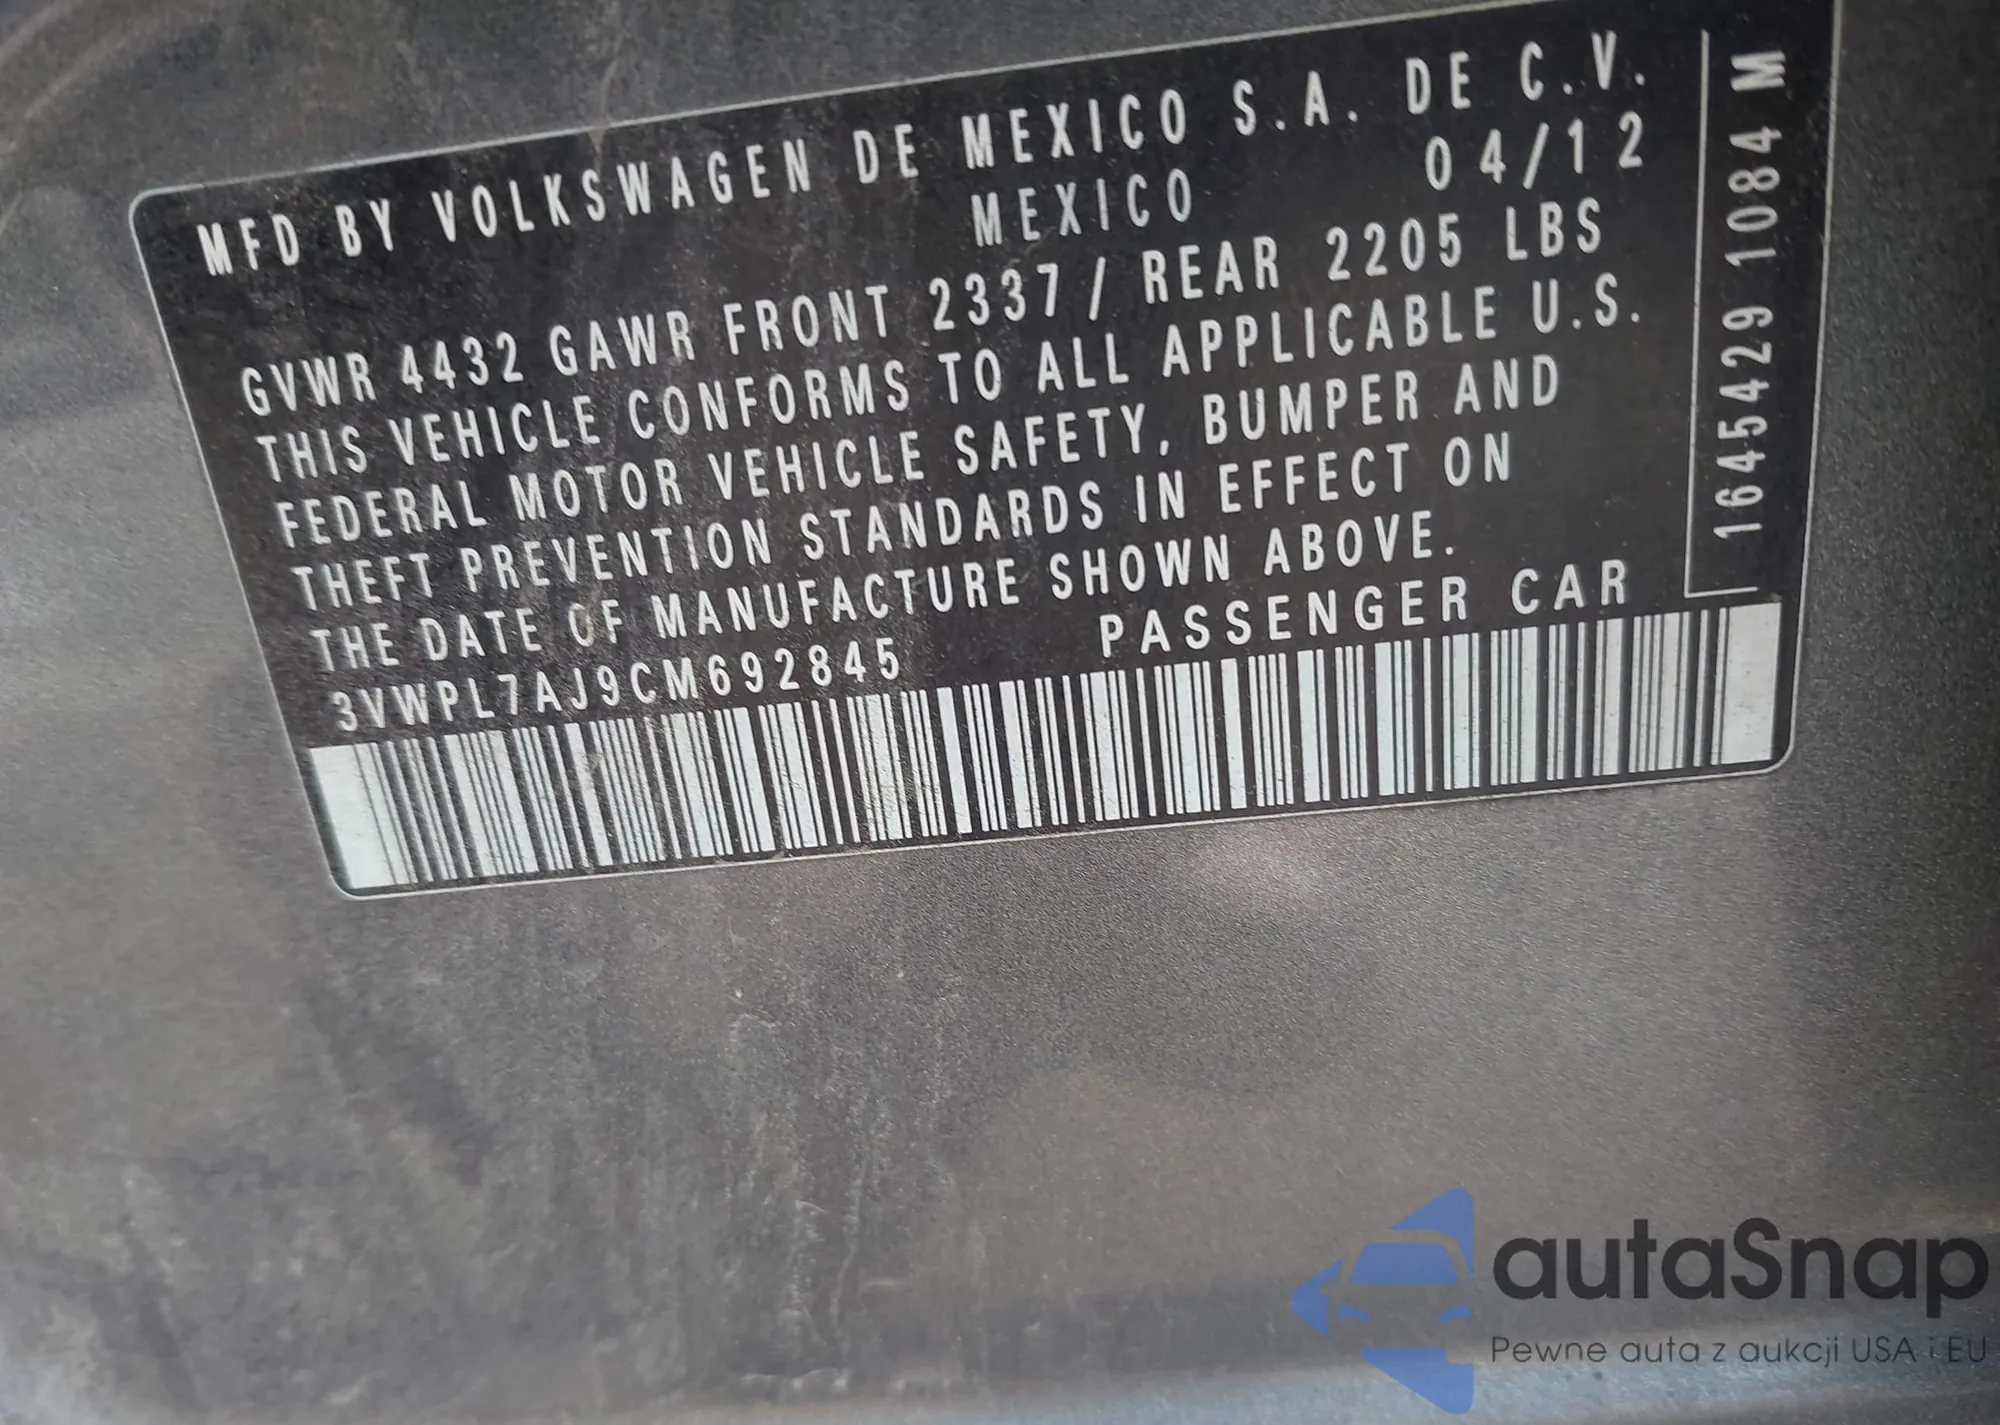 MFD BY VOLKSWAGEN DE MEXICO S.A. DE C.V.
MEXICO 04/12
GVWR 4432 GAWR FRONT 2337 / REAR 2205 LBS
THIS VEHICLE CONFORMS TO ALL APPLICABLE U.S.
FEDERAL MOTOR VEHICLE SAFETY, BUMPER AND
THEFT PREVENTION STANDARDS IN EFFECT ON
THE DATE OF MANUFACTURE SHOWN ABOVE.
3VWPL7AJ9CM692845 PASSENGER CAR
1645429 1084 M
autaSnap
Pewne auta z aukcji USA i EU